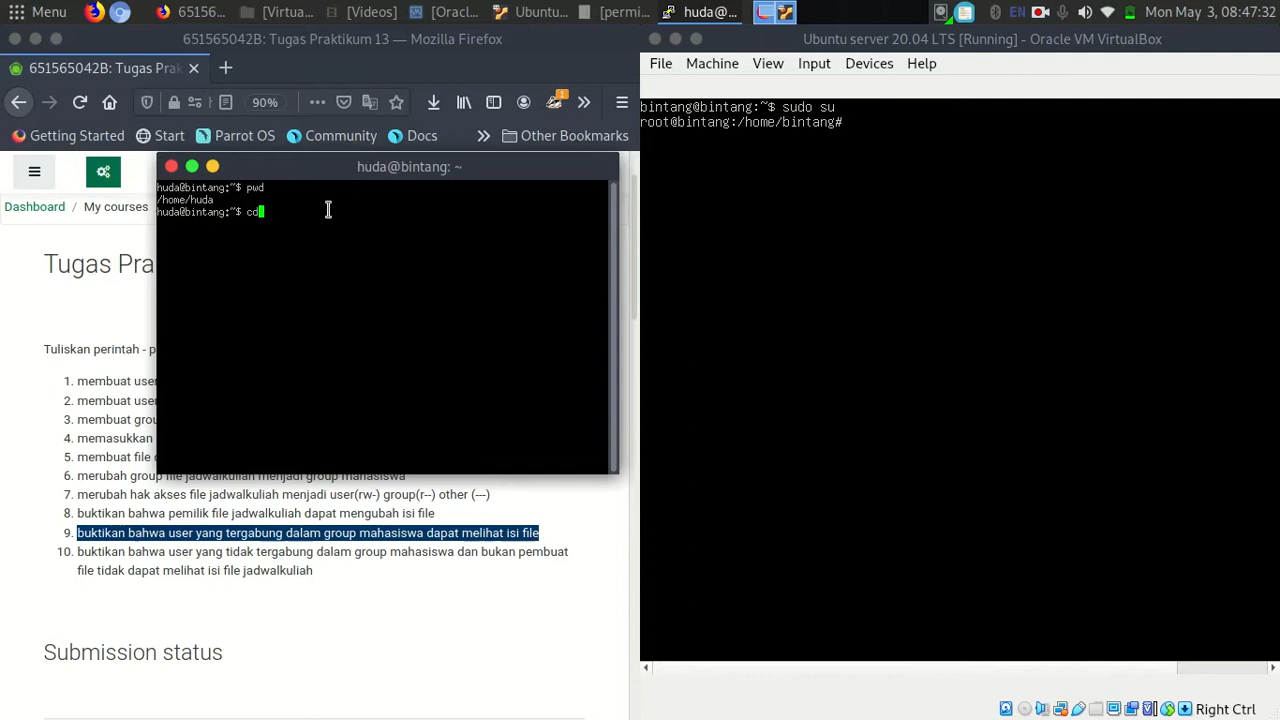 Menu
65156...
[Virtua...
[Videos]
[Oracl...
Ubuntu...
[permi...
huda@...
EN
Mon May 3, 08:47:32
651565042B: Tugas Praktikum 13 — Mozilla Firefox
651565042B: Tugas Prak
90%
1
Getting Started
Start
Parrot OS
Community
Docs
Other Bookmarks
Dashboard / My courses
Tugas Pra
Tuliskan perintah - p
1. membuat user
2. membuat use
3. membuat grou
4. memasukkan
5. membuat file
6. merubah group file jadwalkuliah menjadi group mahasiswa
7. merubah hak akses file jadwalkuliah menjadi user(rw-) group(r--) other (---)
8. buktikan bahwa pemilik file jadwalkuliah dapat mengubah isi file
9. buktikan bahwa user yang tergabung dalam group mahasiswa dapat melihat isi file
10. buktikan bahwa user yang tidak tergabung dalam group mahasiswa dan bukan pembuat
file tidak dapat melihat isi file jadwalkuliah
Submission status
huda@bintang: ~
huda@bintang:~$ pwd
/home/huda
huda@bintang:~$ cd
Ubuntu server 20.04 LTS [Running] - Oracle VM VirtualBox
File Machine View Input Devices Help
bintang@bintang:~$ sudo su
root@bintang:/home/bintang#
Right Ctrl